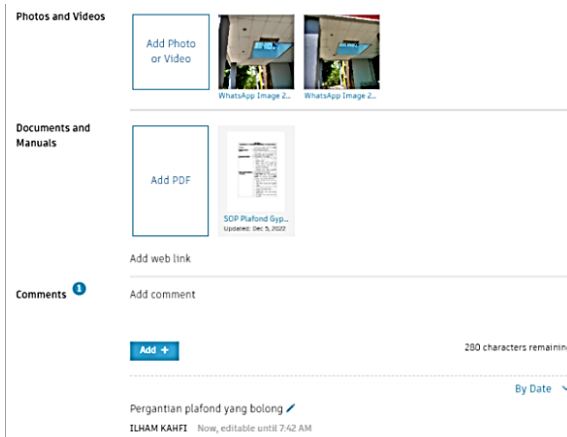 Photos and Videos
Add Photo
or Video
WhatsApp Image 2...
WhatsApp Image 2...
Documents and
Manuals
Add PDF
SOP Plafond Gyp...
Updated: Dec 5, 2022
Add web link
Comments 1
Add comment
Add +
280 characters remaining
By Date
Pergantian plafond yang bolong
ILHAM KAHFI Now, editable until 7:42 AM